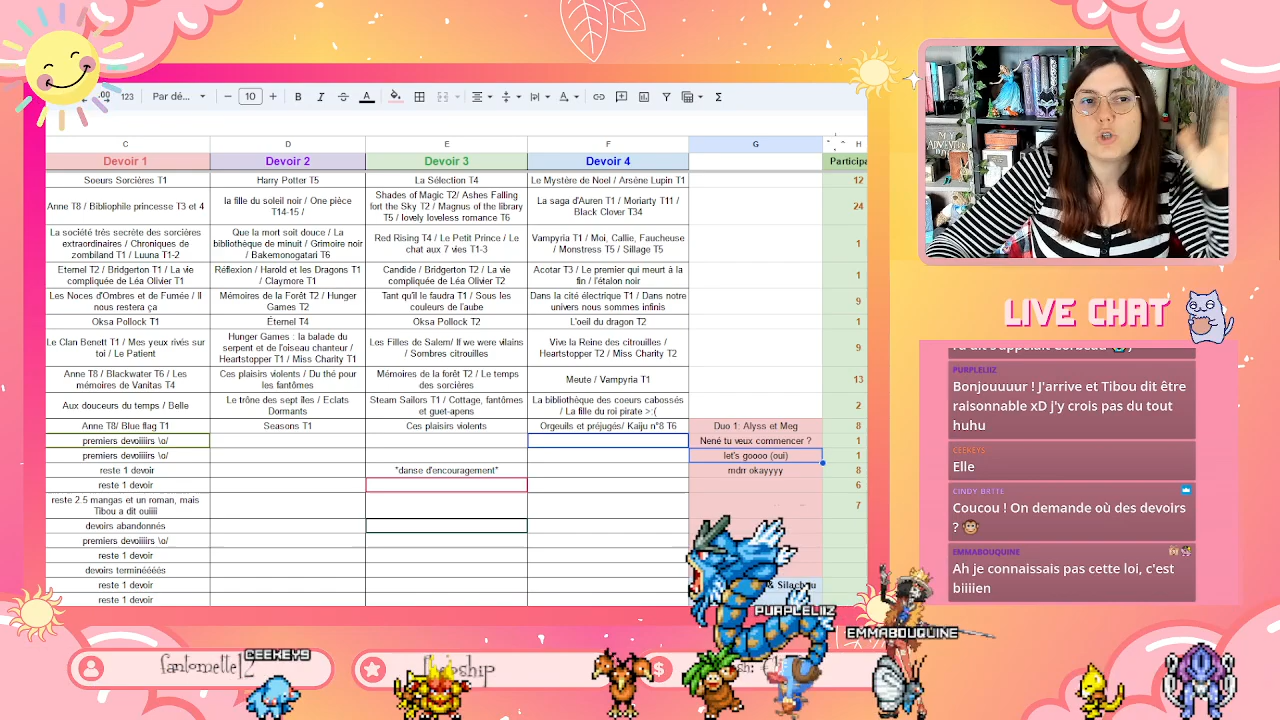 .00 123 Par dé... − 10 + B I A Σ
C D E F G H
Devoir 1 Devoir 2 Devoir 3 Devoir 4 Participa
Soeurs Sorcières T1 Harry Potter T5 La Sélection T4 Le Mystère de Noel / Arsène Lupin T1 12
Anne T8 / Bibliophile princesse T3 et 4
la fille du soleil noir / One pièce
T14-15 /
Shades of Magic T2/ Ashes Falling
fort the Sky T2 / Magnus of the library
T5 / lovely loveless romance T6
La saga d'Auren T1 / Moriarty T11 /
Black Clover T34
24
La société très secrète des sorcières
extraordinaires / Chroniques de
zombiland T1 / Luuna T1-2
Que la mort soit douce / La
bibliothèque de minuit / Grimoire noir
/ Bakemonogatari T6
Red Rising T4 / Le Petit Prince / Le
chat aux 7 vies T1-3
Vampyria T1 / Moi, Callie, Faucheuse
/ Monstress T5 / Sillage T5
1
Eternel T2 / Bridgerton T1 / La vie
compliquée de Léa Olivier T1
Réflexion / Harold et les Dragons T1
/ Claymore T1
Candide / Bridgerton T2 / La vie
compliquée de Léa Olivier T2
Acotar T3 / Le premier qui meurt à la
fin / l'étalon noir
1
Les Noces d'Ombres et de Fumée / Il
nous restera ça
Mémoires de la Forêt T2 / Hunger
Games T2
Tant qu'il le faudra T1 / Sous les
couleurs de l'aube
Dans la cité électrique T1 / Dans notre
univers nous sommes infinis
9
Oksa Pollock T1 Éternel T4 Oksa Pollock T2 L'oeil du dragon T2 1
Le Clan Benett T1 / Mes yeux rivés sur
toi / Le Patient
Hunger Games : la balade du
serpent et de l'oiseau chanteur /
Heartstopper T1 / Miss Charity T1
Les Filles de Salem/ If we were vilains
/ Sombres citrouilles
Vive la Reine des citrouilles /
Heartstopper T2 / Miss Charity T2
9
Anne T8 / Blackwater T6 / Les
mémoires de Vanitas T4
Ces plaisirs violents / Du thé pour
les fantômes
Mémoires de la forêt T2 / Le temps
des sorcières
Meute / Vampyria T1
13
Aux douceurs du temps / Belle
Le trône des sept îles / Eclats
Dormants
Steam Sailors T1 / Cottage, fantômes
et guet-apens
La bibliothèque des coeurs cabossés
/ La fille du roi pirate >:(
2
Anne T8/ Blue flag T1 Seasons T1 Ces plaisirs violents Orgeuils et préjugés/ Kaiju n°8 T6 Duo 1: Alyss et Meg 8
premiers devoiiiirs \o/ Nené tu veux commencer ? 1
premiers devoiiiirs \o/ let's goooo (oui) 1
reste 1 devoir *danse d'encouragement* mdrr okayyyy 8
reste 1 devoir 6
reste 2.5 mangas et un roman, mais
Tibou a dit ouiiii
7
devoirs abandonnés
premiers devoiiiirs \o/
reste 1 devoir
devoirs terminéééés
reste 1 devoir
reste 1 devoir
LIVE CHAT
PURPLELIIZ
Bonjouuuur ! J'arrive et Tibou dit être
raisonnable xD j'y crois pas du tout
huhu
CEEKEYS
Elle
CINDY BRTTE
Coucou ! On demande où des devoirs
?
EMMABOUQUINE
Ah je connaissais pas cette loi, c'est
biiiien
PURPLELIIZ
EMMABOUQUINE
fantomette12
CEEKEYS